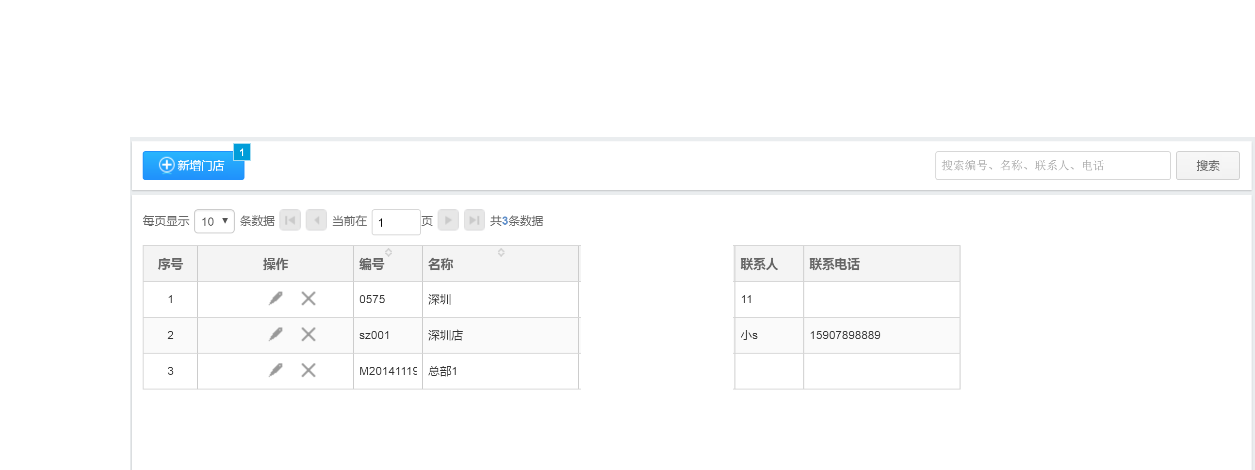 新增门店 1
搜索编号、名称、联系人、电话 搜索
每页显示 10 条数据 当前在 1 页 共3条数据
序号 操作 编号 名称 联系人 联系电话
1 0575 深圳 11
2 sz001 深圳店 小s 15907898889
3 M20141119 总部1